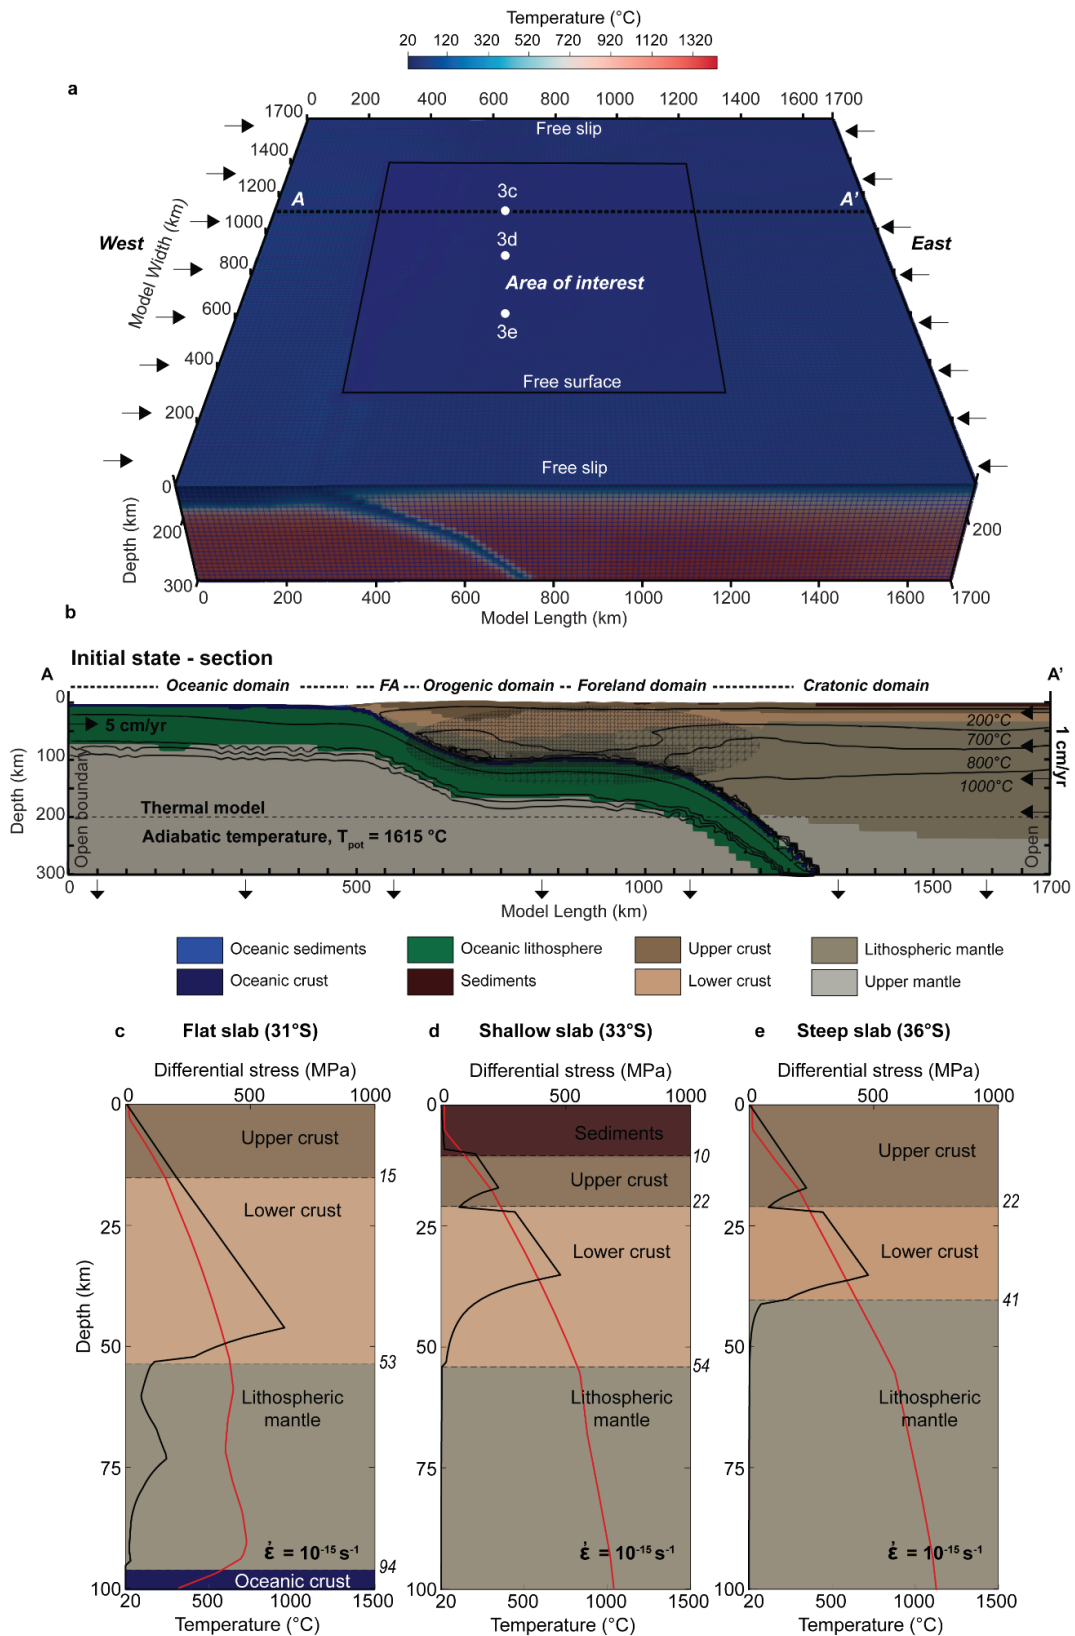 Temperature (°C)
20 120 320 520 720 920 1120 1320
a
0 200 400 600 800 1000 1200 1400 1600 1700
1700
Free slip
1400
1200
3c
A A'
1000
3d
West East
800
Model Width (km)
Area of interest
600
3e
400
Free surface
200
Free slip
0
200 200
Depth (km)
300
0 200 400 600 800 1000 1200 1400 1600 1700
Model Length (km)
b
Initial state - section
A A'
Oceanic domain FA Orogenic domain Foreland domain Cratonic domain
0
5 cm/yr 200°C
700°C
100 800°C
1000°C
1 cm/yr
Depth (km)
Open boundary
Thermal model
200
Adiabatic temperature, Tpot = 1615 °C
Open
300
0 500 1000 1500 1700
Model Length (km)
Oceanic sediments Oceanic lithosphere Upper crust Lithospheric mantle
Oceanic crust Sediments Lower crust Upper mantle
c Flat slab (31°S) d Shallow slab (33°S) e Steep slab (36°S)
Differential stress (MPa) Differential stress (MPa) Differential stress (MPa)
0 500 1000 500 1000 500 1000
0 0 0
Upper crust Sediments Upper crust
10
15 Upper crust
22 22
Lower crust
25 25 25
Lower crust Lower crust
41
Depth (km)
50 50 50
53 54
Lithospheric mantle Lithospheric mantle Lithospheric mantle
75 75 75
ε̇ = 10⁻¹⁵ s⁻¹ ε̇ = 10⁻¹⁵ s⁻¹ ε̇ = 10⁻¹⁵ s⁻¹
94
Oceanic crust
100 100 100
20 500 1000 1500 20 500 1000 1500 20 500 1000 1500
Temperature (°C) Temperature (°C) Temperature (°C)